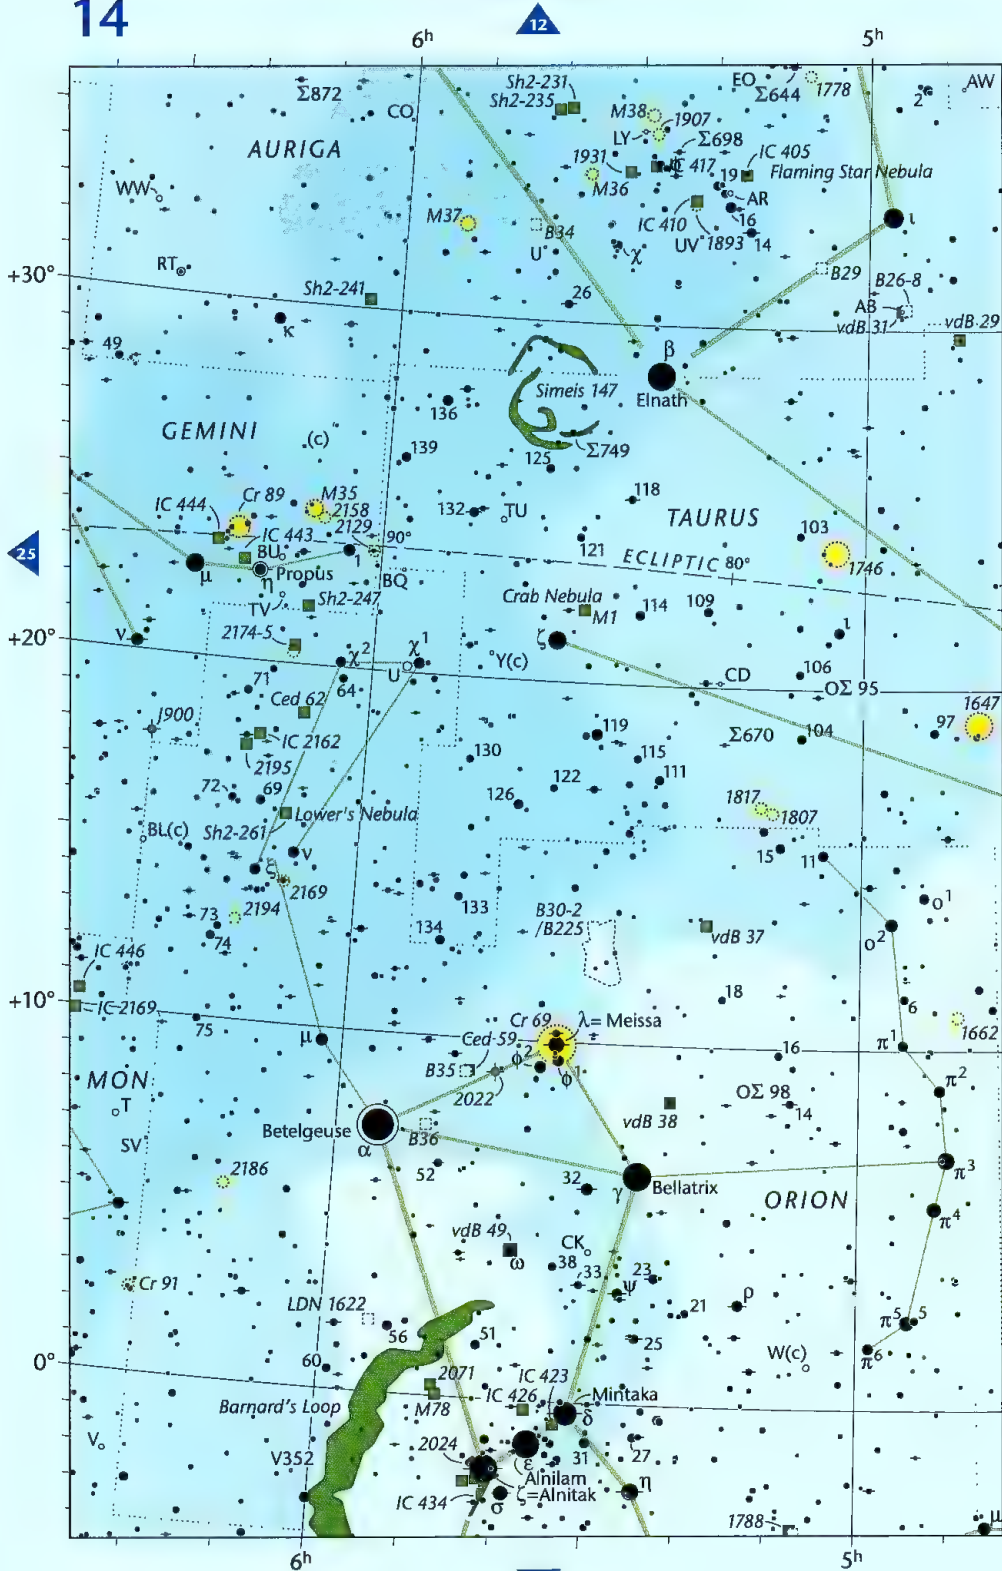 14
12
6h
5h
Σ872
CO
Sh2-231
Sh2-235
EO
Σ644
1778
2
AW
M38
1907
LY
Σ698
AURIGA
1931
IC 417
IC 405
Flaming Star Nebula
M36
19
AR
WW
M37
B34
IC 410
16
ι
U
χ
UV
1893
14
RT
+30°
B29
B26-8
Sh2-241
26
AB
vdB 31
vdB 29
κ
49
β
Simeis 147
Elnath
136
GEMINI
(c)
139
Σ749
125
118
IC 444
Cr 89
M35
2158
132
TU
TAURUS
103
2129
90°
121
25
IC 443
BU
1
ECLIPTIC
80°
1746
μ
η
Propus
BQ
Crab Nebula
TV
Sh2-247
M1
114
109
+20°
ν
2174-5
ζ
ι
χ2
χ1
U
Y(c)
106
71
64
CD
OΣ 95
Ced 62
1647
J900
IC 2162
119
Σ670
104
97
2195
130
115
122
111
72
69
126
1817
1807
Sh2-261
Lower's Nebula
BL(c)
ν
15
11
ξ
2169
133
B30-2
/B225
ο1
2194
73
74
134
vdB 37
ο2
IC 446
+10°
IC 2169
18
6
75
Cr 69
λ= Meissa
μ
Ced 59
φ2
φ1
16
π1
1662
MON
B35
2022
OΣ 98
π2
T
vdB 38
14
Betelgeuse
B36
SV
α
52
32
γ
Bellatrix
π3
2186
ORION
π4
vdB 49
CK
ω
38
33
23
Cr 91
ψ
ρ
LDN 1622
21
π5
5
56
51
25
W(c)
π6
0°
60
IC 423
2071
Mintaka
Barnard's Loop
M78
IC 426
δ
V
2024
31
27
V352
ε
Alnilam
ζ=Alnitak
η
IC 434
σ
1788
μ
6h
5h